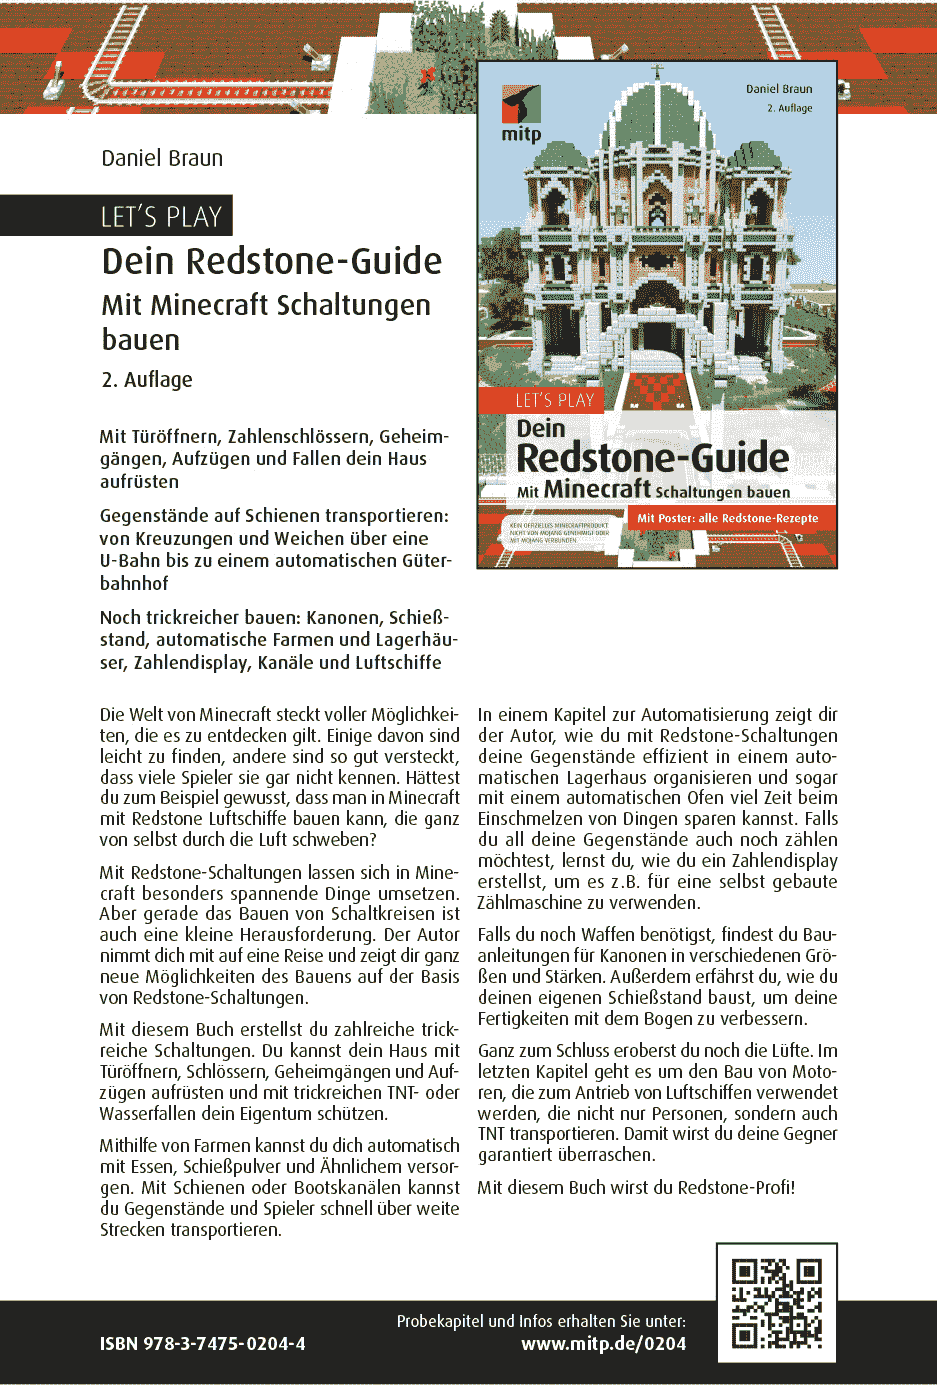 Daniel Braun
LET'S PLAY
Dein Redstone-Guide
Mit Minecraft Schaltungen
bauen
2. Auflage
Mit Türöffnern, Zahlenschlössern, Geheim-
gängen, Aufzügen und Fallen dein Haus
aufrüsten
Gegenstände auf Schienen transportieren:
von Kreuzungen und Weichen über eine
U-Bahn bis zu einem automatischen Güter-
bahnhof
Noch trickreicher bauen: Kanonen, Schieß-
stand, automatische Farmen und Lagerhäu-
ser, Zahlendisplay, Kanäle und Luftschiffe
Daniel Braun
2. Auflage
mitp
LET'S PLAY
Dein
Redstone-Guide
Mit Minecraft Schaltungen bauen
Mit Poster: alle Redstone-Rezepte
KEIN OFFIZIELLES MINECRAFT-PRODUKT.
NICHT VON MOJANG GENEHMIGT ODER
MIT MOJANG VERBUNDEN.
Die Welt von Minecraft steckt voller Möglichkei-
ten, die es zu entdecken gilt. Einige davon sind
leicht zu finden, andere sind so gut versteckt,
dass viele Spieler sie gar nicht kennen. Hättest
du zum Beispiel gewusst, dass man in Minecraft
mit Redstone Luftschiffe bauen kann, die ganz
von selbst durch die Luft schweben?
Mit Redstone-Schaltungen lassen sich in Mine-
craft besonders spannende Dinge umsetzen.
Aber gerade das Bauen von Schaltkreisen ist
auch eine kleine Herausforderung. Der Autor
nimmt dich mit auf eine Reise und zeigt dir ganz
neue Möglichkeiten des Bauens auf der Basis
von Redstone-Schaltungen.
Mit diesem Buch erstellst du zahlreiche trick-
reiche Schaltungen. Du kannst dein Haus mit
Türöffnern, Schlössern, Geheimgängen und Auf-
zügen aufrüsten und mit trickreichen TNT- oder
Wasserfallen dein Eigentum schützen.
Mithilfe von Farmen kannst du dich automatisch
mit Essen, Schießpulver und Ähnlichem versor-
gen. Mit Schienen oder Bootskanälen kannst
du Gegenstände und Spieler schnell über weite
Strecken transportieren.
In einem Kapitel zur Automatisierung zeigt dir
der Autor, wie du mit Redstone-Schaltungen
deine Gegenstände effizient in einem auto-
matischen Lagerhaus organisieren und sogar
mit einem automatischen Ofen viel Zeit beim
Einschmelzen von Dingen sparen kannst. Falls
du all deine Gegenstände auch noch zählen
möchtest, lernst du, wie du ein Zahlendisplay
erstellst, um es z.B. für eine selbst gebaute
Zählmaschine zu verwenden.
Falls du noch Waffen benötigst, findest du Bau-
anleitungen für Kanonen in verschiedenen Grö-
ßen und Stärken. Außerdem erfährst du, wie du
deinen eigenen Schießstand baust, um deine
Fertigkeiten mit dem Bogen zu verbessern.
Ganz zum Schluss eroberst du noch die Lüfte. Im
letzten Kapitel geht es um den Bau von Moto-
ren, die zum Antrieb von Luftschiffen verwendet
werden, die nicht nur Personen, sondern auch
TNT transportieren. Damit wirst du deine Gegner
garantiert überraschen.
Mit diesem Buch wirst du Redstone-Profi!
Probekapitel und Infos erhalten Sie unter:
ISBN 978-3-7475-0204-4
www.mitp.de/0204